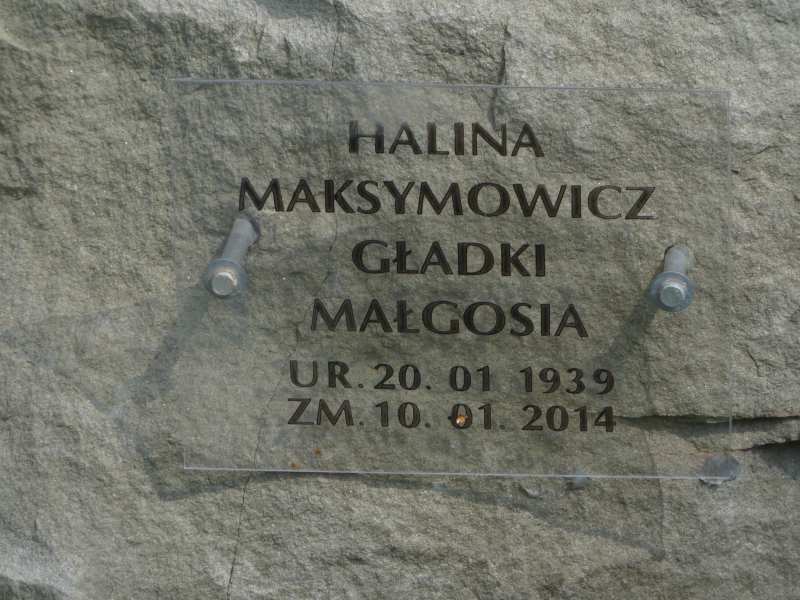 HALINA
MAKSYMOWICZ
GŁADKI
MAŁGOSIA
UR. 20. 01 1939
ZM. 10. 01. 2014